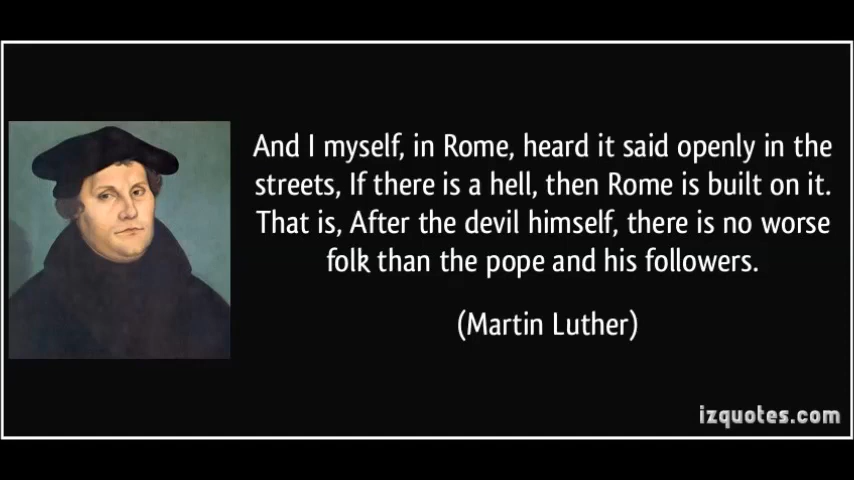 And I myself, in Rome, heard it said openly in the
streets, If there is a hell, then Rome is built on it.
That is, After the devil himself, there is no worse
folk than the pope and his followers.
(Martin Luther)
izquotes.com